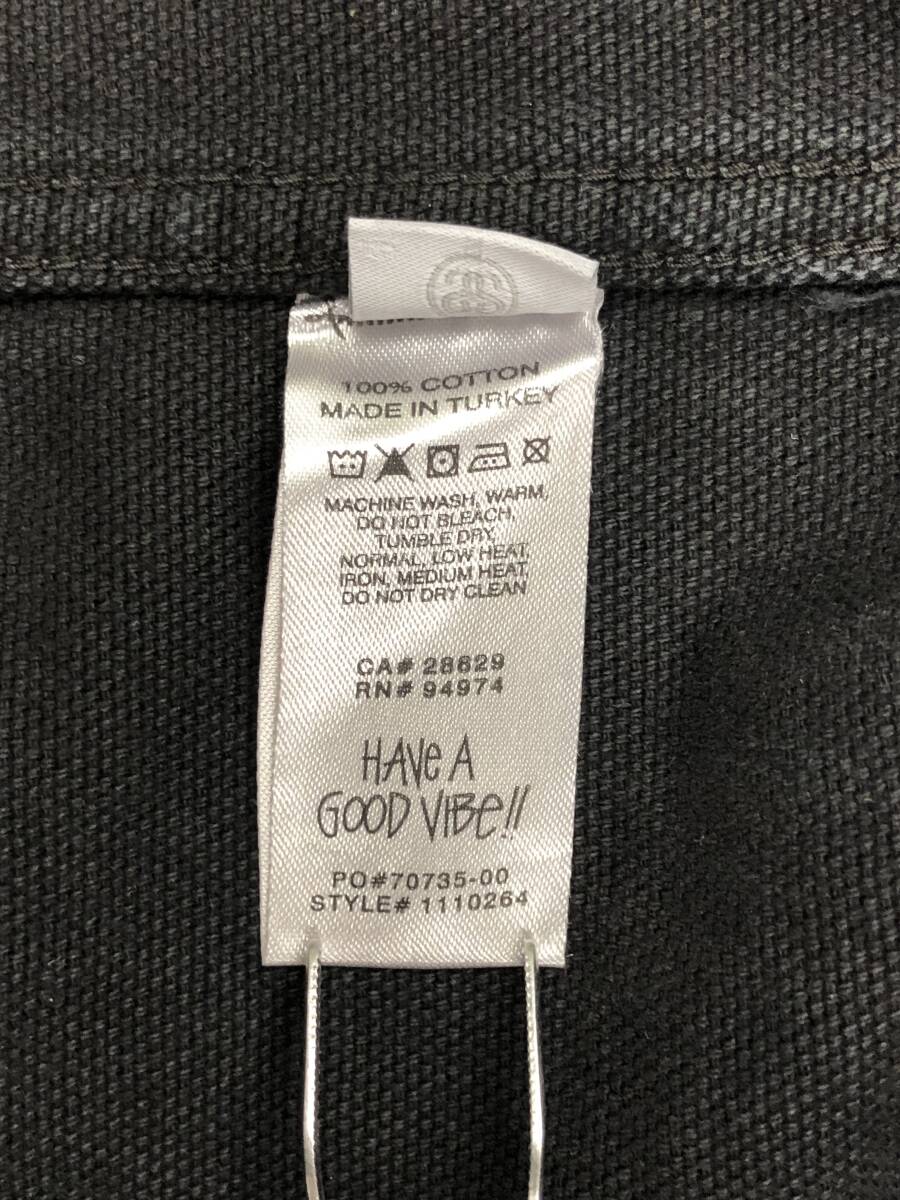 100% COTTON
MADE IN TURKEY
MACHINE WASH, WARM,
DO NOT BLEACH,
TUMBLE DRY,
NORMAL, LOW HEAT,
IRON, MEDIUM HEAT
DO NOT DRY CLEAN
CA# 28629
RN# 94974
HAVE A
GOOD VIBE!!
PO#70735-00
STYLE# 1110264